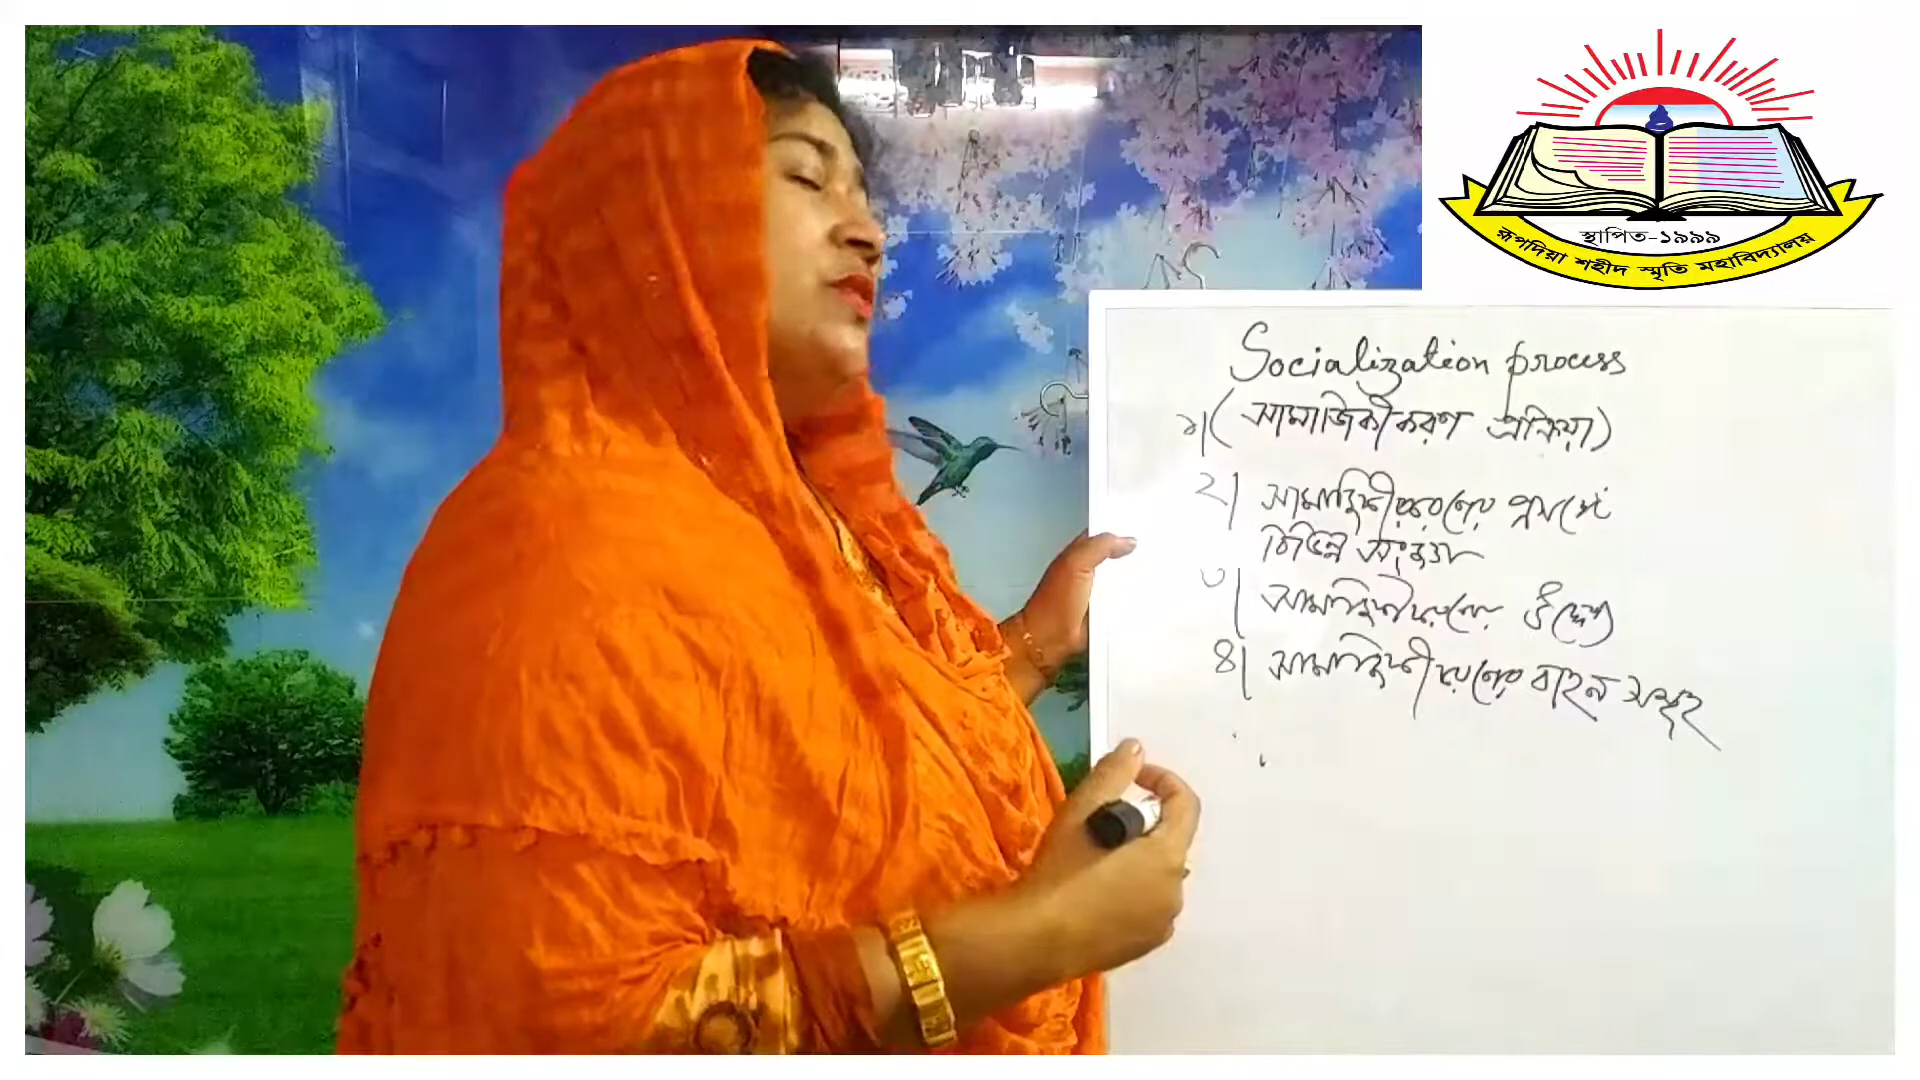 স্থাপিত-১৯৯৯
রূপদিয়া শহীদ স্মৃতি মহাবিদ্যালয়
Socialization process
১| (সামাজিকীকরণ প্রক্রিয়া)
২| সামাজিকীকরণের প্রসঙ্গে
বিভিন্ন সংজ্ঞা
৩| সামাজিকীকরণের উদ্দেশ্য
৪| সামাজিকীকরণের বাহন সমূহ